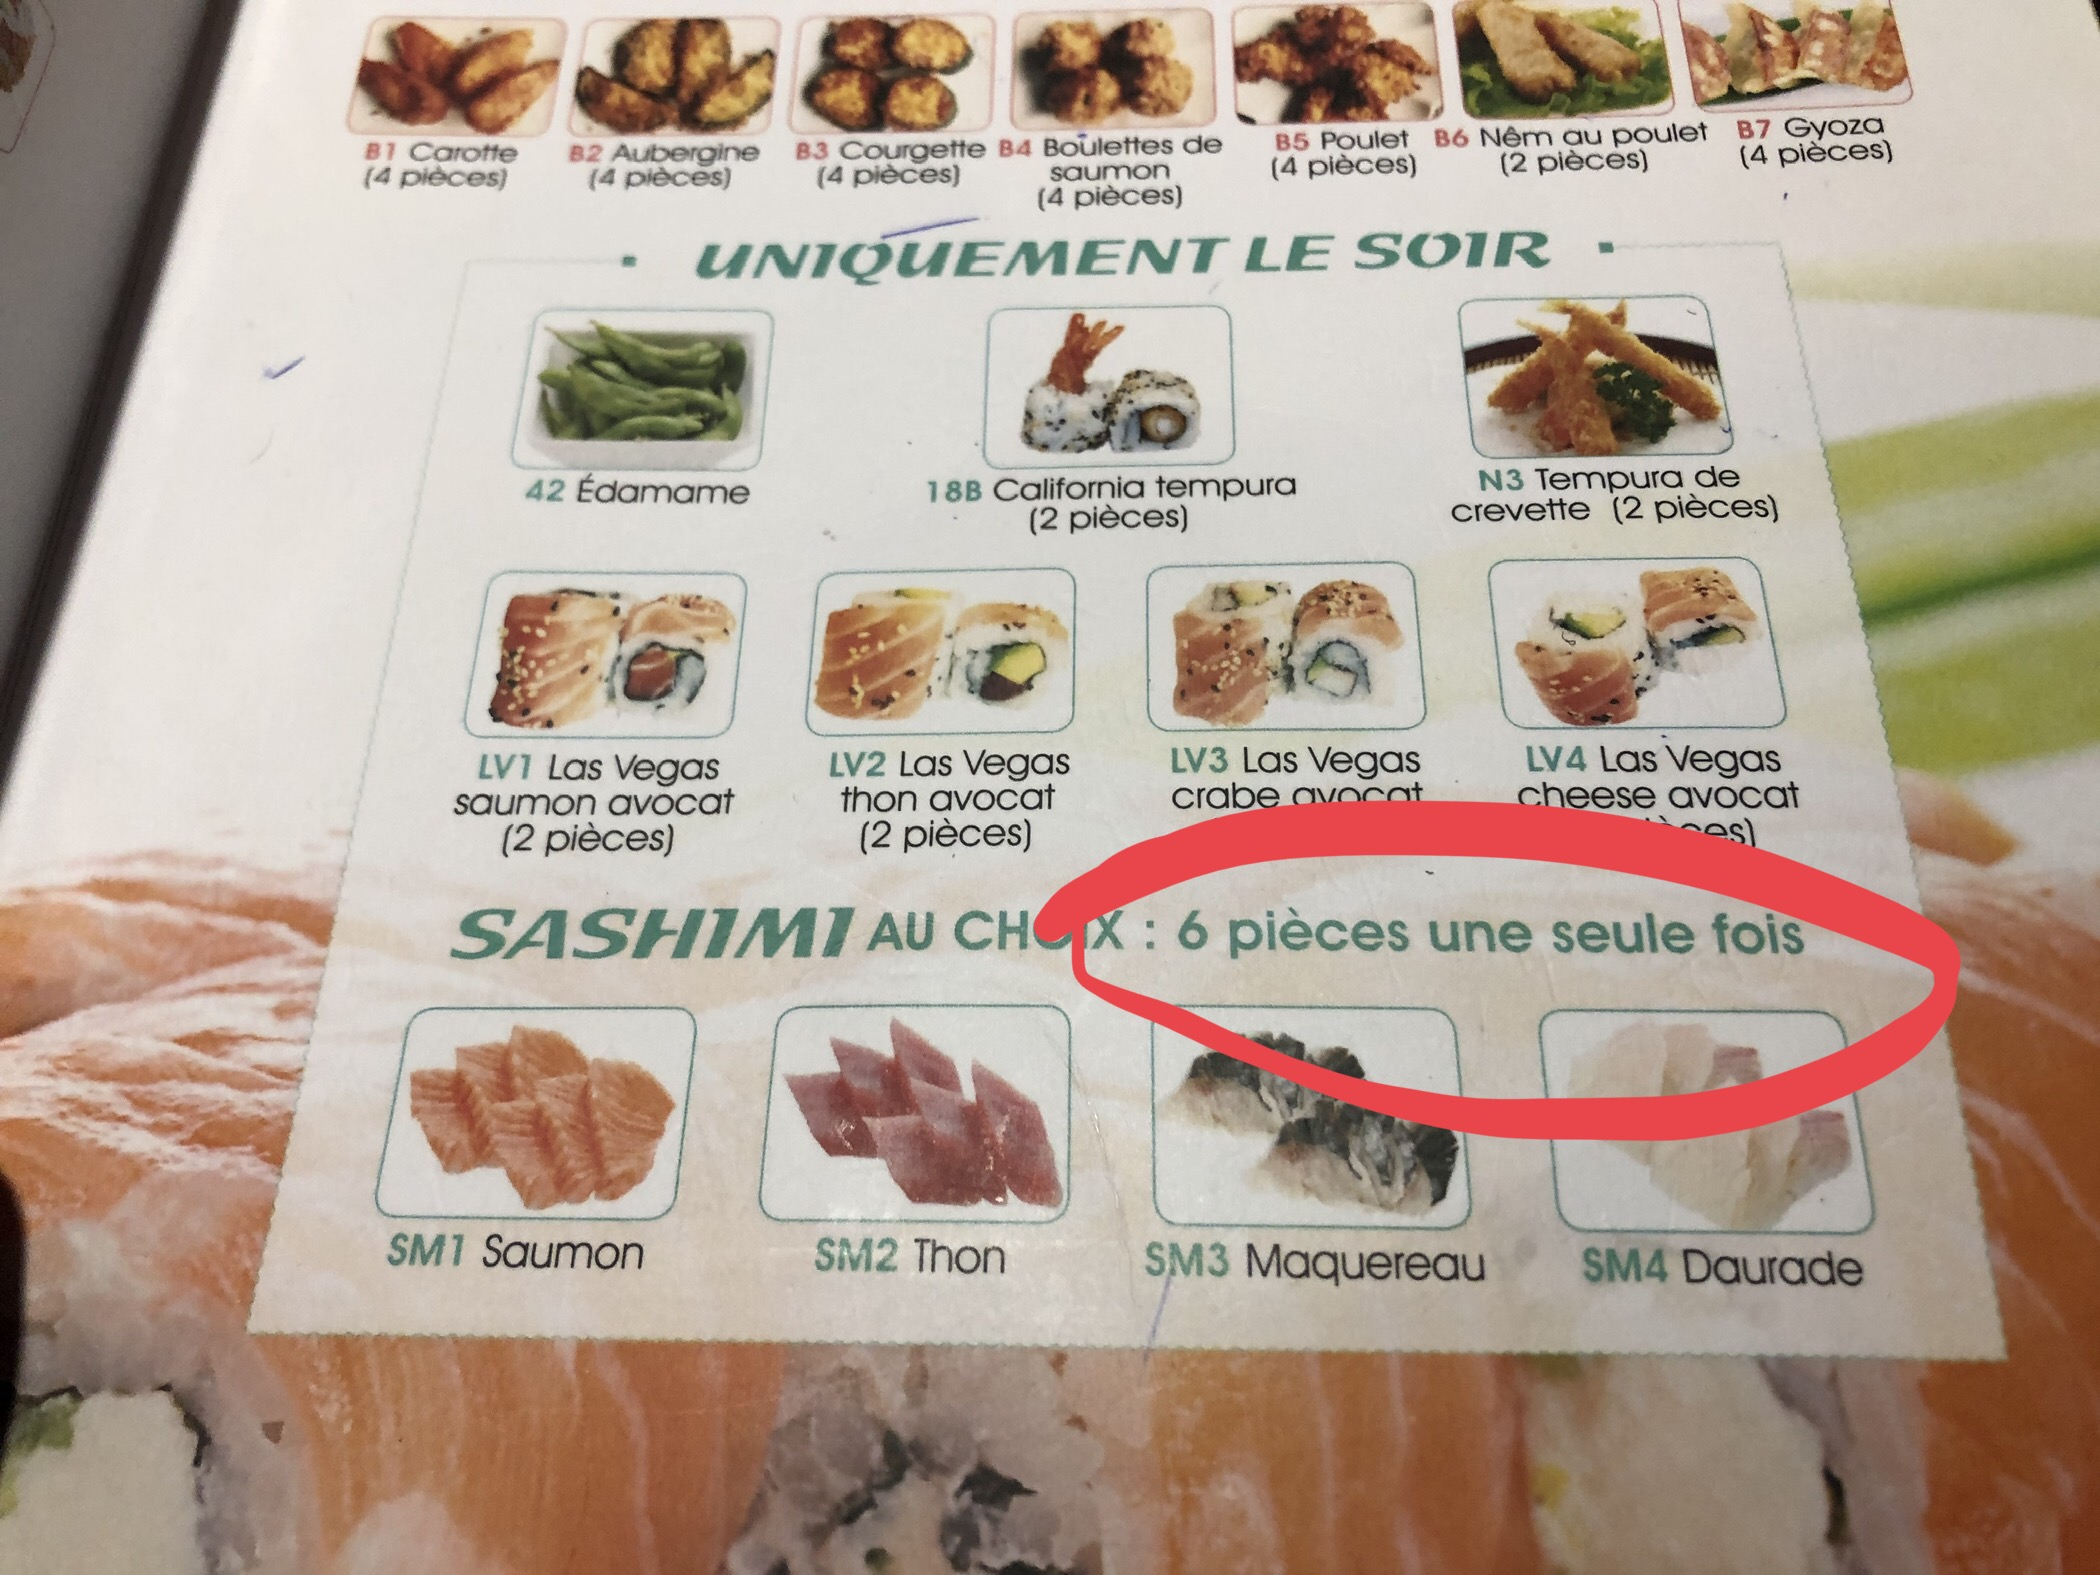 B1 Carotte
(4 pièces)
B2 Aubergine
(4 pièces)
B3 Courgette
(4 pièces)
B4 Boulettes de
saumon
(4 pièces)
B5 Poulet
(4 pièces)
B6 Nêm au poulet
(2 pièces)
B7 Gyoza
(4 pièces)
UNIQUEMENT LE SOIR
42 Édamame
18B California tempura
(2 pièces)
N3 Tempura de
crevette (2 pièces)
LV1 Las Vegas
saumon avocat
(2 pièces)
LV2 Las Vegas
thon avocat
(2 pièces)
LV3 Las Vegas
crabe avocat
LV4 Las Vegas
cheese avocat
SASHIMI AU CHOIX : 6 pièces une seule fois
SM1 Saumon
SM2 Thon
SM3 Maquereau
SM4 Daurade